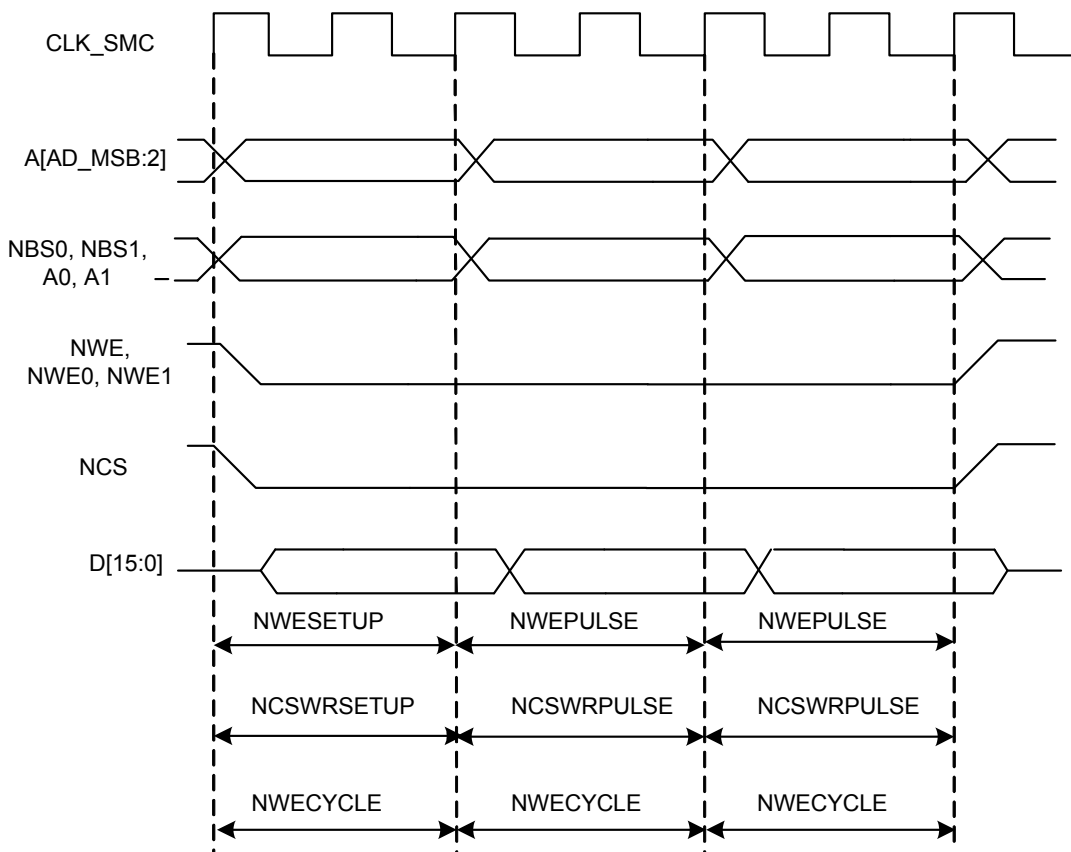 CLK_SMC
A[AD_MSB:2]
NBS0, NBS1,
A0, A1
NWE,
NWE0, NWE1
NCS
D[15:0]
NWESETUP NWEPULSE NWEPULSE
NCSWRSETUP NCSWRPULSE NCSWRPULSE
NWECYCLE NWECYCLE NWECYCLE